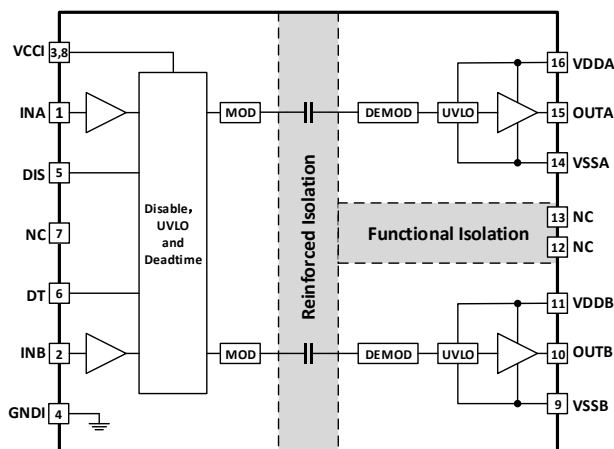 VCCI 3,8
INA 1
DIS 5
NC 7
DT 6
INB 2
GNDI 4
Disable,
UVLO
and
Deadtime
MOD
MOD
Reinforced Isolation
DEMOD
UVLO
Functional Isolation
DEMOD
UVLO
16 VDDA
15 OUTA
14 VSSA
13 NC
12 NC
11 VDDB
10 OUTB
9 VSSB